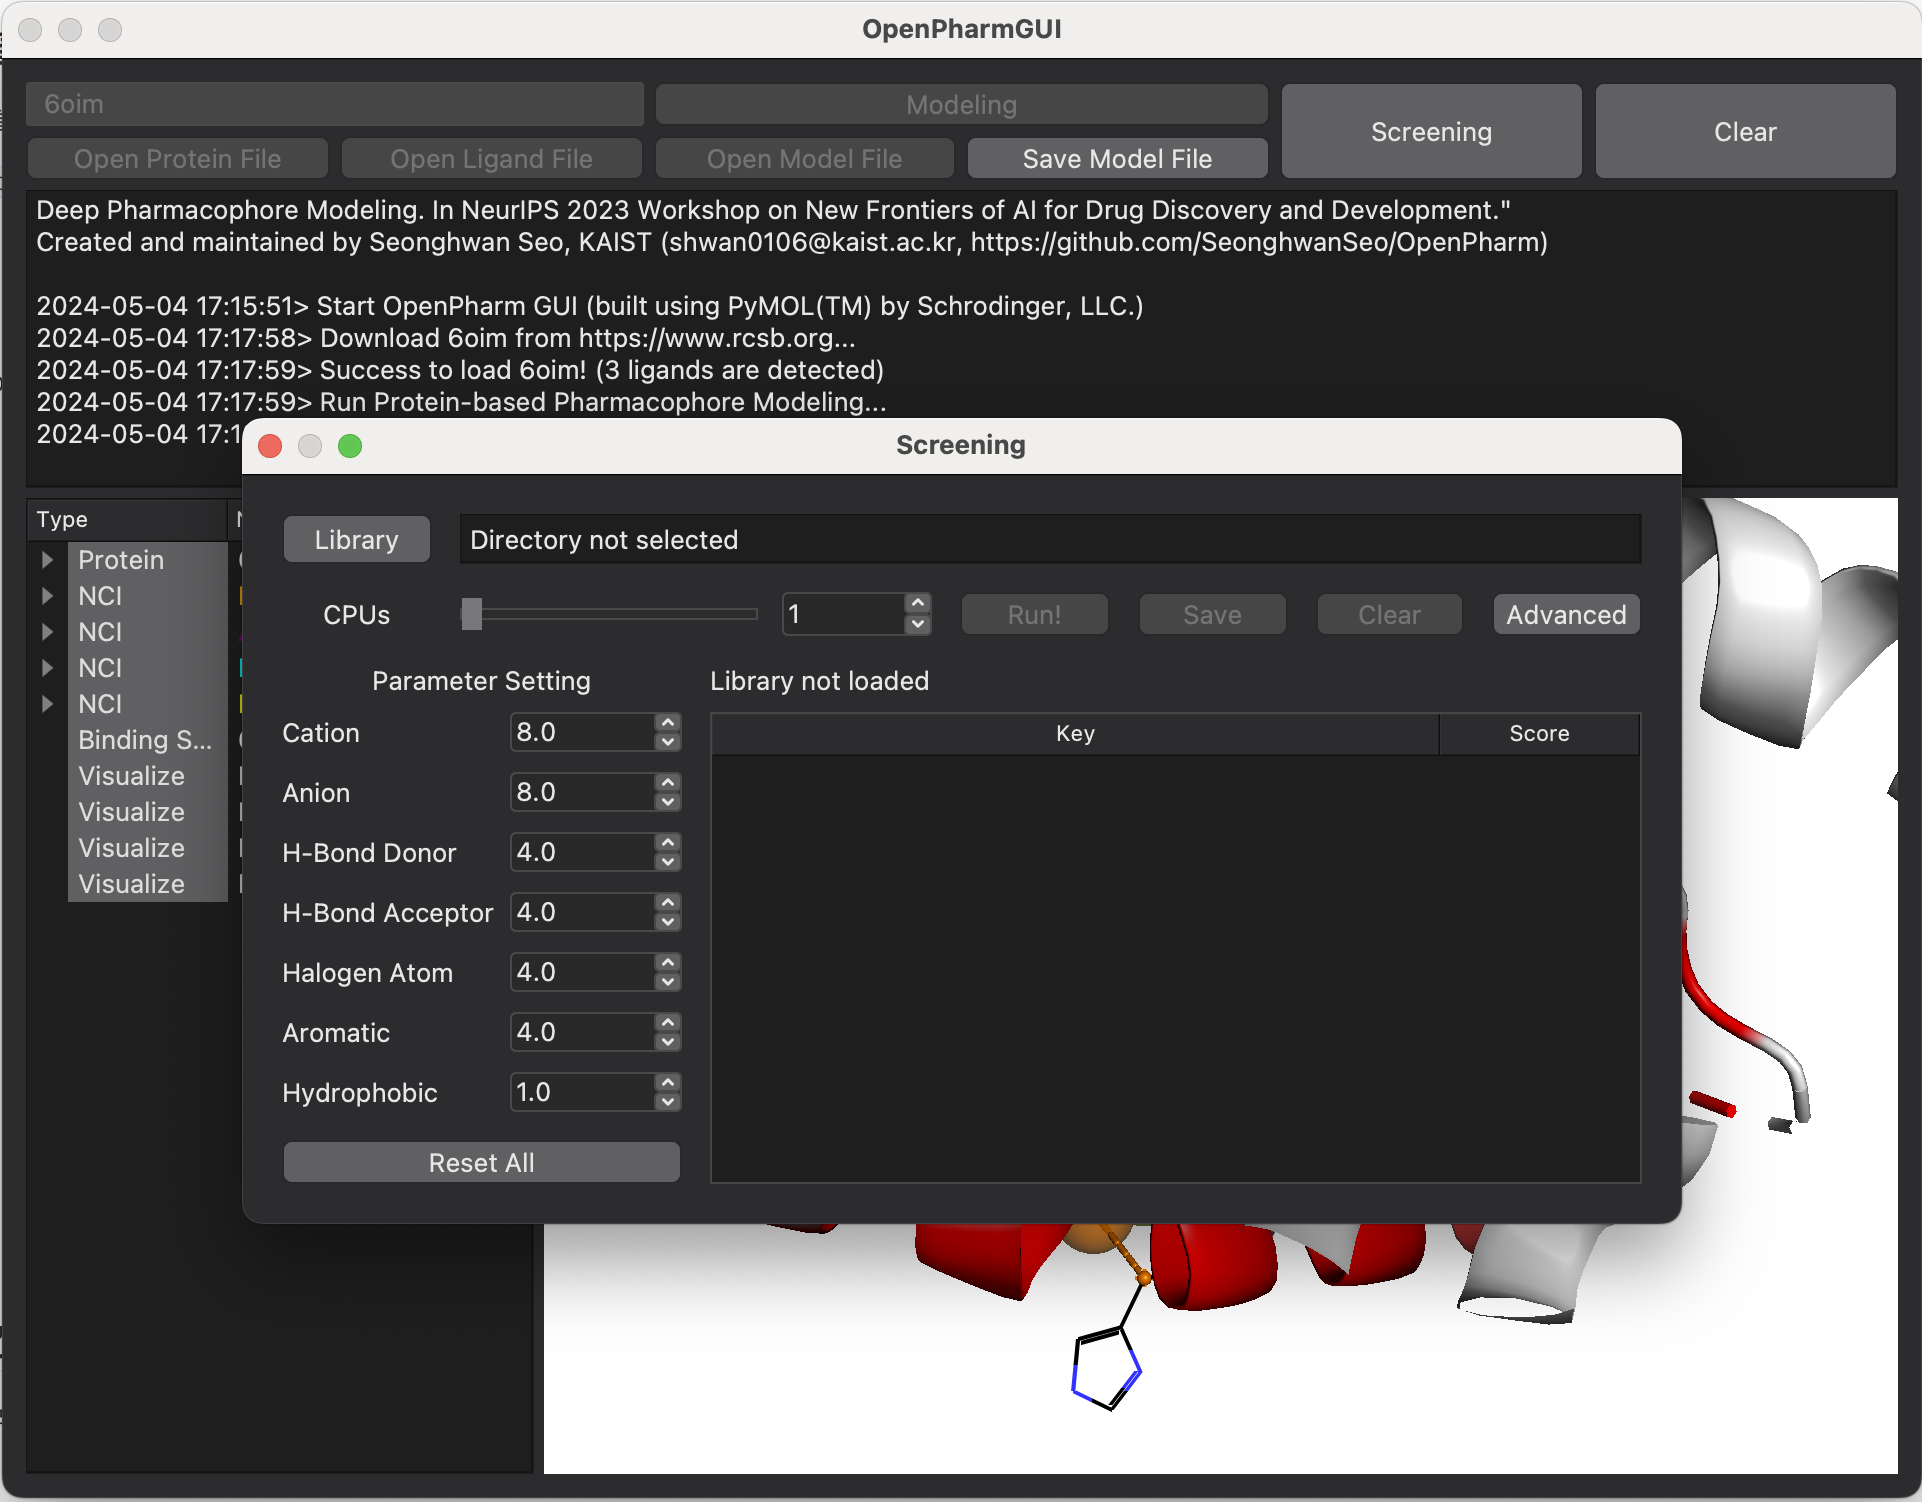 OpenPharmGUI
6oim
Modeling
Screening
Clear
Open Protein File
Open Ligand File
Open Model File
Save Model File
Deep Pharmacophore Modeling. In NeurIPS 2023 Workshop on New Frontiers of AI for Drug Discovery and Development."
Created and maintained by Seonghwan Seo, KAIST (shwan0106@kaist.ac.kr, https://github.com/SeonghwanSeo/OpenPharm)
2024-05-04 17:15:51> Start OpenPharm GUI (built using PyMOL(TM) by Schrodinger, LLC.)
2024-05-04 17:17:58> Download 6oim from https://www.rcsb.org...
2024-05-04 17:17:59> Success to load 6oim! (3 ligands are detected)
2024-05-04 17:17:59> Run Protein-based Pharmacophore Modeling...
2024-05-04 17:1
Type
Protein
NCI
NCI
NCI
NCI
Binding S...
Visualize
Visualize
Visualize
Visualize
Screening
Library
Directory not selected
CPUs
1
Run!
Save
Clear
Advanced
Parameter Setting
Library not loaded
Key
Score
Cation
8.0
Anion
8.0
H-Bond Donor
4.0
H-Bond Acceptor
4.0
Halogen Atom
4.0
Aromatic
4.0
Hydrophobic
1.0
Reset All